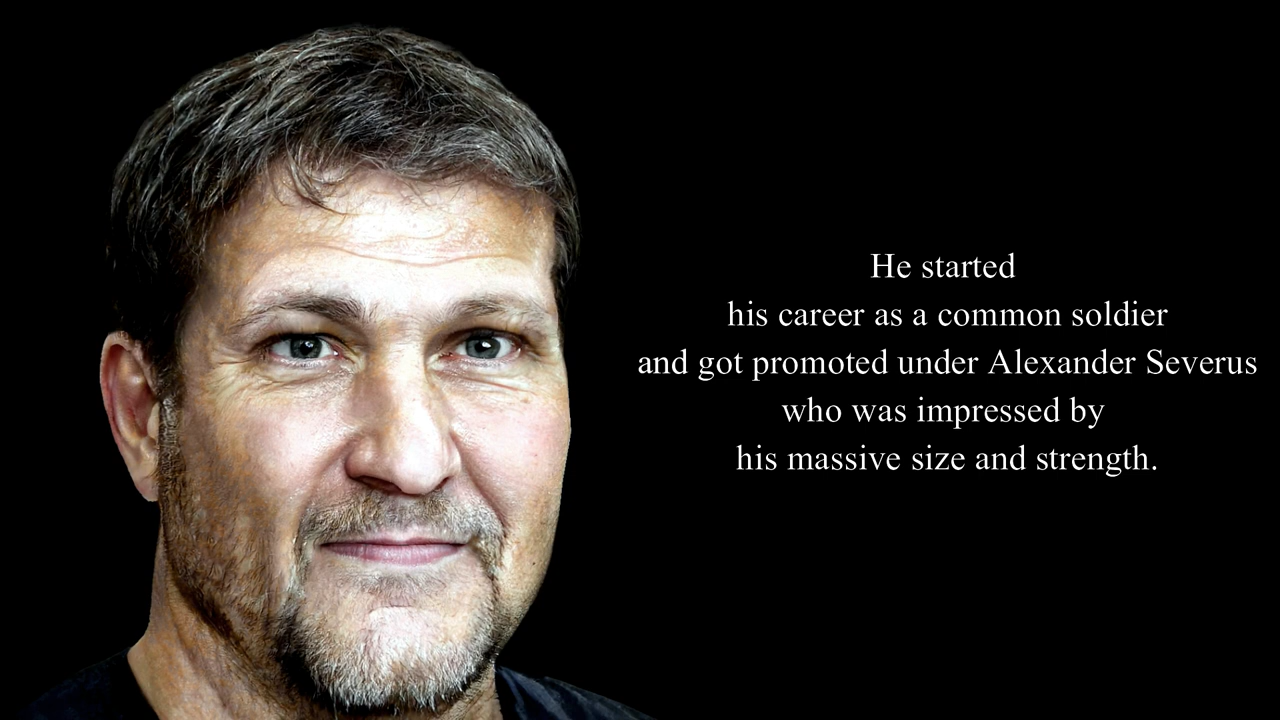 He started
his career as a common soldier
and got promoted under Alexander Severus
who was impressed by
his massive size and strength.